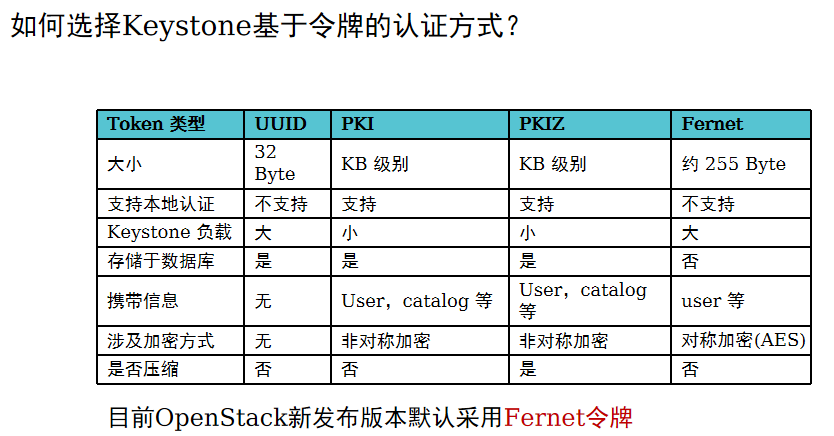 如何选择Keystone基于令牌的认证方式？
Token 类型 UUID PKI PKIZ Fernet
大小 32 Byte KB 级别 KB 级别 约 255 Byte
支持本地认证 不支持 支持 支持 不支持
Keystone 负载 大 小 小 大
存储于数据库 是 是 是 否
携带信息 无 User，catalog 等 User，catalog 等 user 等
涉及加密方式 无 非对称加密 非对称加密 对称加密(AES)
是否压缩 否 否 是 否
目前OpenStack新发布版本默认采用Fernet令牌